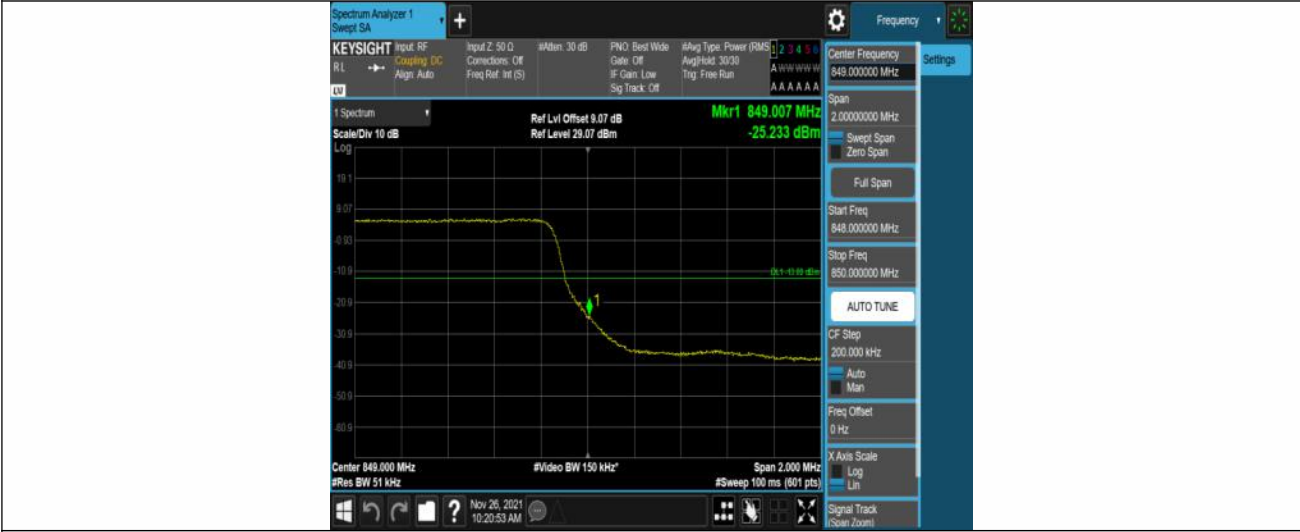 Spectrum Analyzer 1
Swept SA
+
Frequency
KEYSIGHT
RL
LV
Input: RF
Coupling: DC
Align: Auto
Input Z: 50 Ω
Corrections: Off
Freq Ref: Int (S)
#Atten: 30 dB
PNO: Best Wide
Gate: Off
IF Gain: Low
Sig Track: Off
#Avg Type: Power (RMS
Avg|Hold: 30/30
Trig: Free Run
1 2 3 4 5 6
A W W W W W
A A A A A A
Center Frequency
849.000000 MHz
Settings
Span
2.00000000 MHz
Swept Span
Zero Span
Full Span
Start Freq
848.000000 MHz
Stop Freq
850.000000 MHz
AUTO TUNE
CF Step
200.000 kHz
Auto
Man
Freq Offset
0 Hz
X Axis Scale
Log
Lin
Signal Track
(Span Zoom)
1 Spectrum
Scale/Div 10 dB
Log
Ref Lvl Offset 9.07 dB
Ref Level 29.07 dBm
Mkr1 849.007 MHz
-25.233 dBm
19.1
9.07
-0.93
-10.9
DL1 -13.00 dBm
-20.9
1
-30.9
-40.9
-50.9
-60.9
Center 849.000 MHz
#Res BW 51 kHz
#Video BW 150 kHz*
Span 2.000 MHz
#Sweep 100 ms (601 pts)
?
Nov 26, 2021
10:20:53 AM